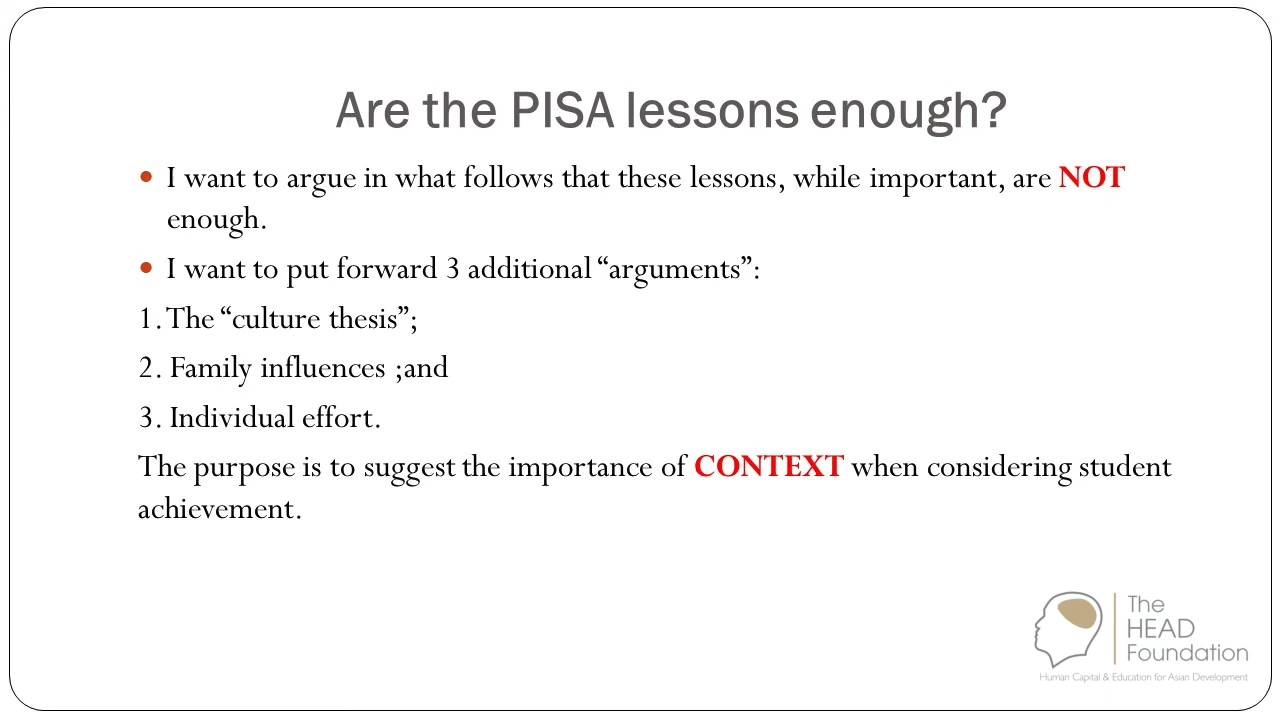 Are the PISA lessons enough?
• I want to argue in what follows that these lessons, while important, are NOT
enough.
• I want to put forward 3 additional “arguments”:
1. The “culture thesis”;
2. Family influences ;and
3. Individual effort.
The purpose is to suggest the importance of CONTEXT when considering student
achievement.
The
HEAD
Foundation
Human Capital & Education for Asian Development